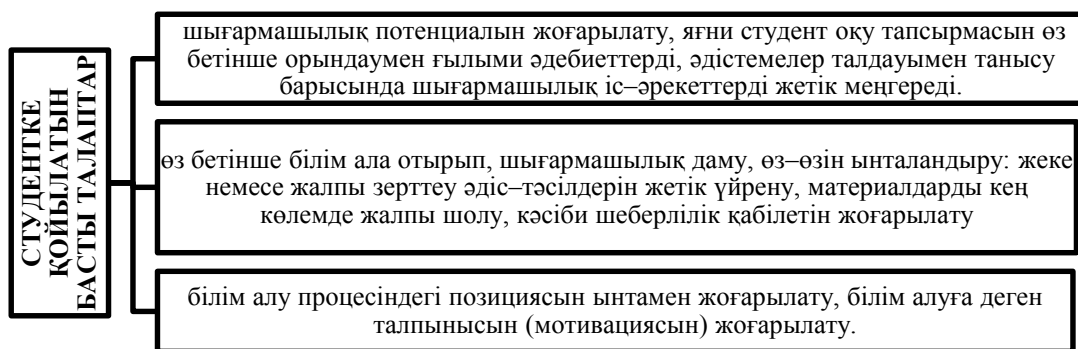 СТУДЕНТКЕ
ҚОЙЫЛАТЫН
БАСТЫ ТАЛАПТАР
шығармашылық потенциалын жоғарылату, яғни студент оқу тапсырмасын өз
бетінше орындаумен ғылыми әдебиеттерді, әдістемелер талдауымен танысу
барысында шығармашылық іс–әрекеттерді жетік меңгереді.
өз бетінше білім ала отырып, шығармашылық даму, өз–өзін ынталандыру: жеке
немесе жалпы зерттеу әдіс–тәсілдерін жетік үйрену, материалдарды кең
көлемде жалпы шолу, кәсіби шеберлілік қабілетін жоғарылату
білім алу процесіндегі позициясын ынтамен жоғарылату, білім алуға деген
талпынысын (мотивациясын) жоғарылату.